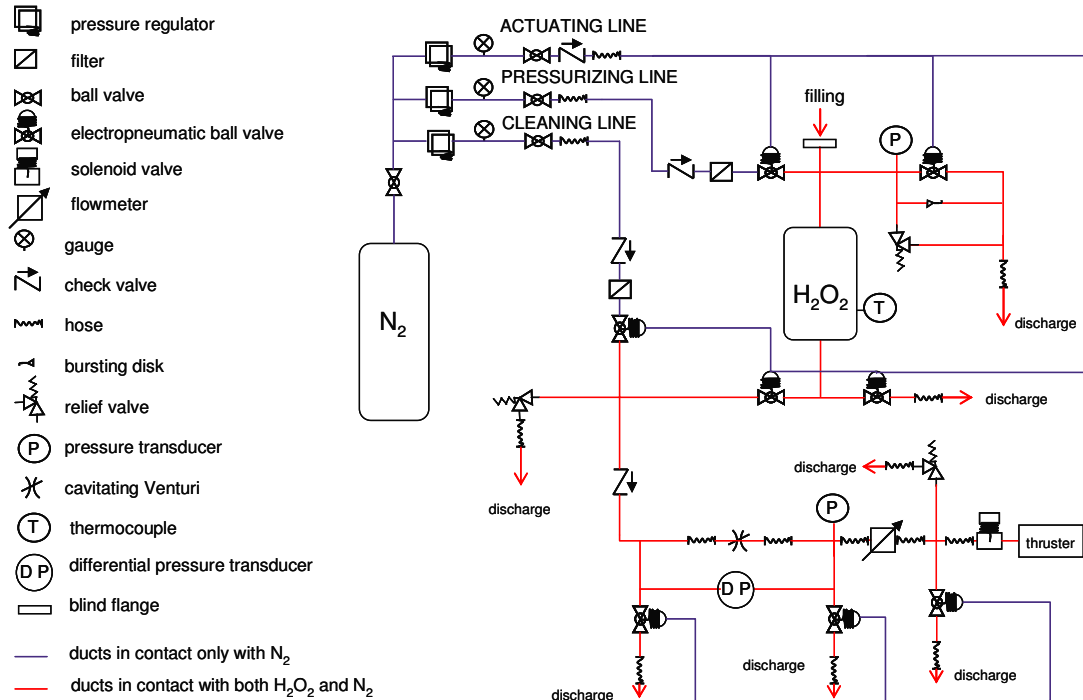 pressure regulator
filter
ball valve
electropneumatic ball valve
solenoid valve
flowmeter
gauge
check valve
hose
bursting disk
relief valve
P
pressure transducer
cavitating Venturi
T
thermocouple
D P
differential pressure transducer
blind flange
ducts in contact only with N₂
ducts in contact with both H₂O₂ and N₂
ACTUATING LINE
PRESSURIZING LINE
CLEANING LINE
filling
P
N₂
H₂O₂
T
discharge
discharge
discharge
discharge
P
thruster
D P
discharge
discharge
discharge